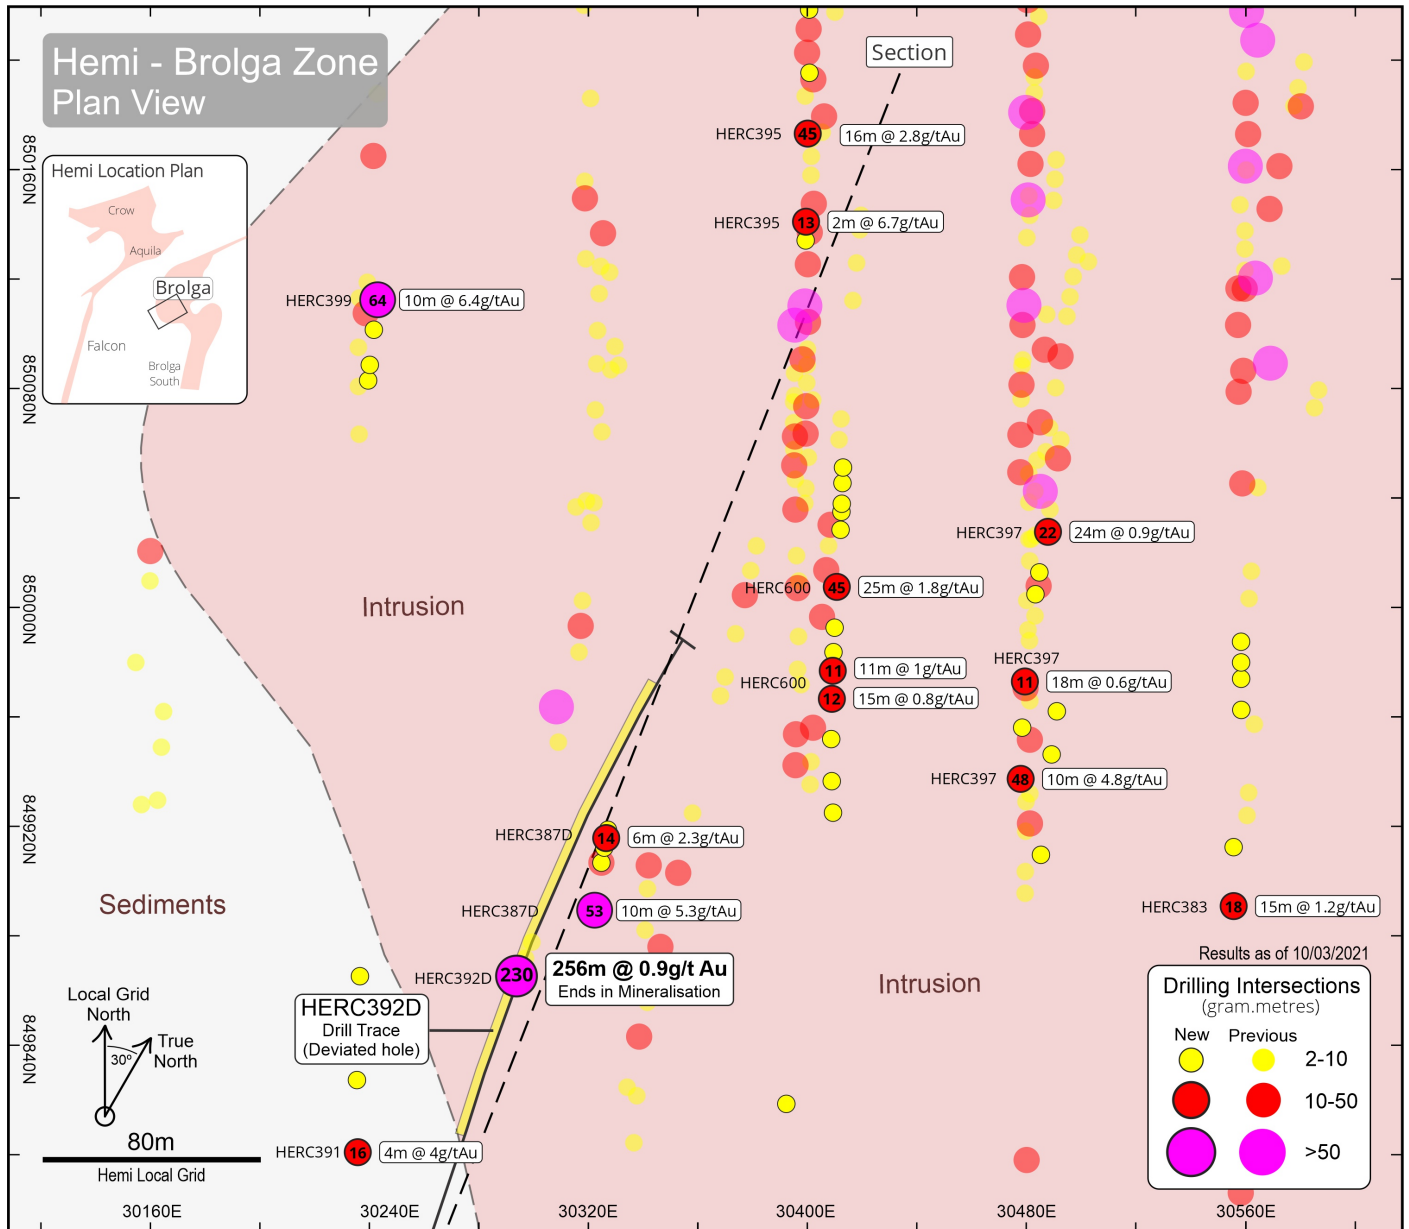 Hemi - Brolga Zone
Plan View
Section
Hemi Location Plan
Crow
Aquila
Brolga
Falcon
Brolga
South
HERC395
45
16m @ 2.8g/tAu
HERC395
13
2m @ 6.7g/tAu
HERC399
64
10m @ 6.4g/tAu
HERC397
22
24m @ 0.9g/tAu
HERC600
45
25m @ 1.8g/tAu
Intrusion
HERC397
11
18m @ 0.6g/tAu
11
11m @ 1g/tAu
HERC600
12
15m @ 0.8g/tAu
HERC397
48
10m @ 4.8g/tAu
HERC387D
14
6m @ 2.3g/tAu
HERC387D
53
10m @ 5.3g/tAu
HERC383
18
15m @ 1.2g/tAu
Sediments
HERC392D
230
256m @ 0.9g/t Au
Ends in Mineralisation
Intrusion
HERC392D
Drill Trace
(Deviated hole)
HERC391
16
4m @ 4g/tAu
Local Grid
North
True
North
30º
80m
Hemi Local Grid
Results as of 10/03/2021
Drilling Intersections
(gram.metres)
New Previous
2-10
10-50
>50
850160N
850080N
850000N
849920N
849840N
30160E
30240E
30320E
30400E
30480E
30560E